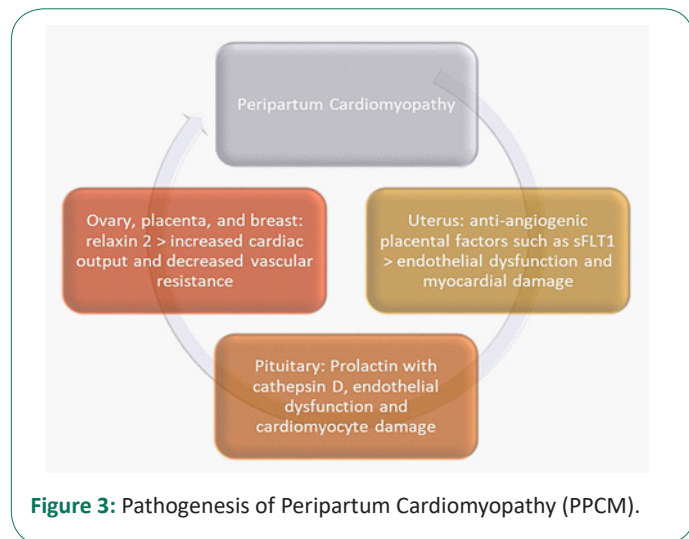 Peripartum Cardiomyopathy
Ovary, placenta, and breast:
relaxin 2 > increased cardiac
output and decreased vascular
resistance
Uterus: anti-angiogenic
placental factors such as sFLT1
> endothelial dysfunction and
myocardial damage
Pituitary: Prolactin with
cathepsin D, endothelial
dysfunction and
cardiomyocyte damage
Figure 3: Pathogenesis of Peripartum Cardiomyopathy (PPCM).